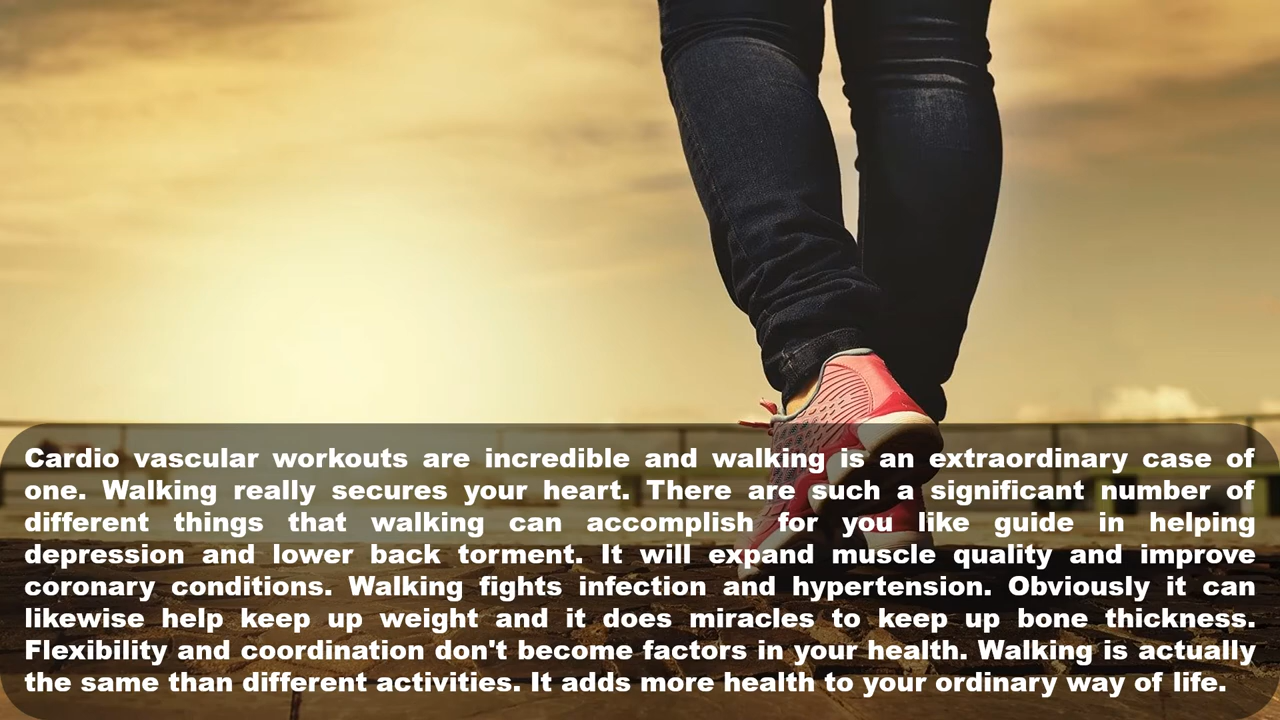 Cardio vascular workouts are incredible and walking is an extraordinary case of
one. Walking really secures your heart. There are such a significant number of
different things that walking can accomplish for you like guide in helping
depression and lower back torment. It will expand muscle quality and improve
coronary conditions. Walking fights infection and hypertension. Obviously it can
likewise help keep up weight and it does miracles to keep up bone thickness.
Flexibility and coordination don't become factors in your health. Walking is actually
the same than different activities. It adds more health to your ordinary way of life.